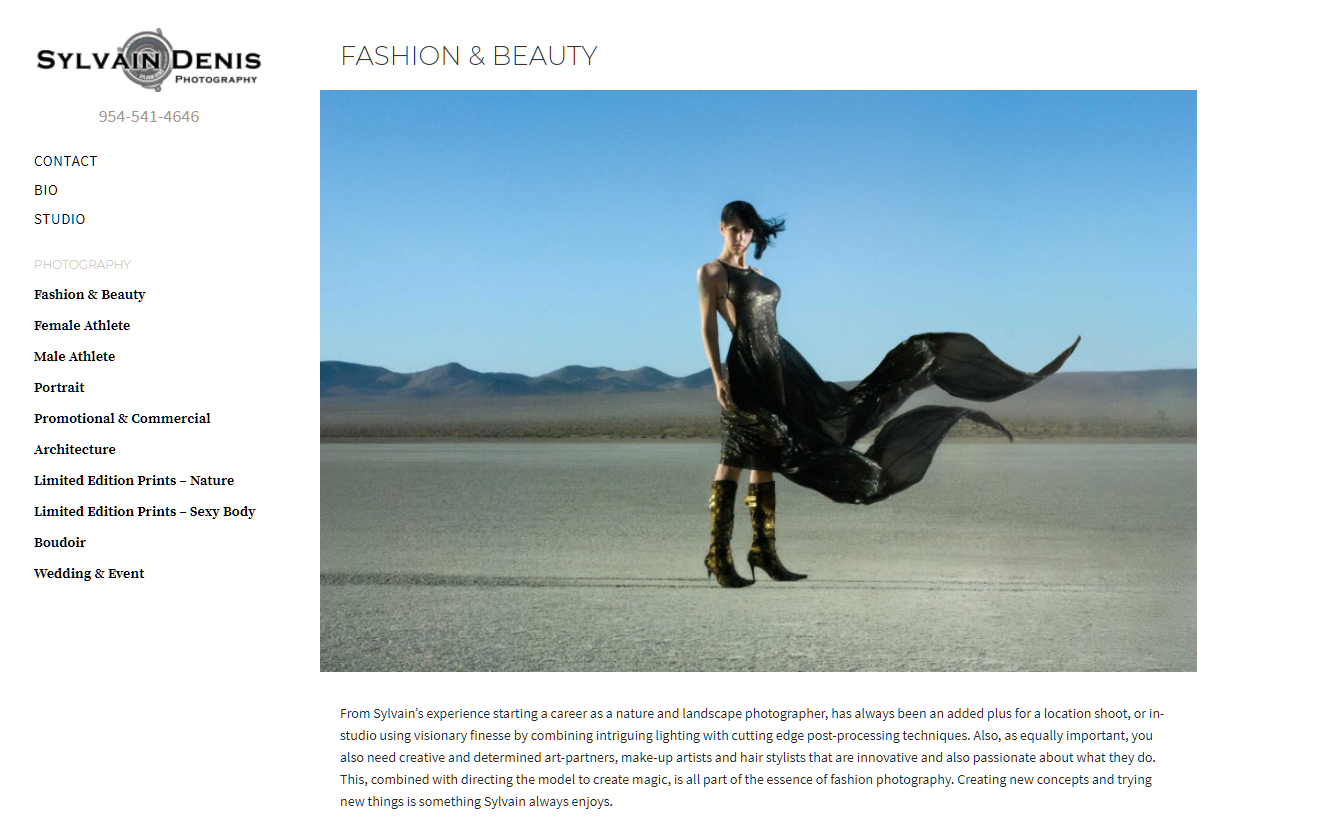 SYLVAIN DENIS
PHOTOGRAPHY
954-541-4646
CONTACT
BIO
STUDIO
PHOTOGRAPHY
Fashion & Beauty
Female Athlete
Male Athlete
Portrait
Promotional & Commercial
Architecture
Limited Edition Prints – Nature
Limited Edition Prints – Sexy Body
Boudoir
Wedding & Event
FASHION & BEAUTY
From Sylvain’s experience starting a career as a nature and landscape photographer, has always been an added plus for a location shoot, or in-
studio using visionary finesse by combining intriguing lighting with cutting edge post-processing techniques. Also, as equally important, you
also need creative and determined art-partners, make-up artists and hair stylists that are innovative and also passionate about what they do.
This, combined with directing the model to create magic, is all part of the essence of fashion photography. Creating new concepts and trying
new things is something Sylvain always enjoys.